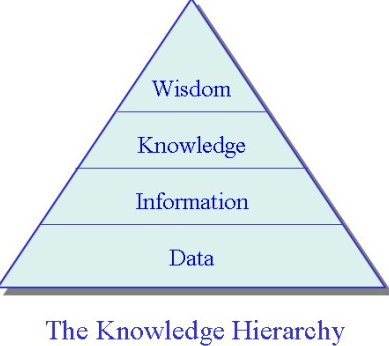 Wisdom
Knowledge
Information
Data
The Knowledge Hierarchy